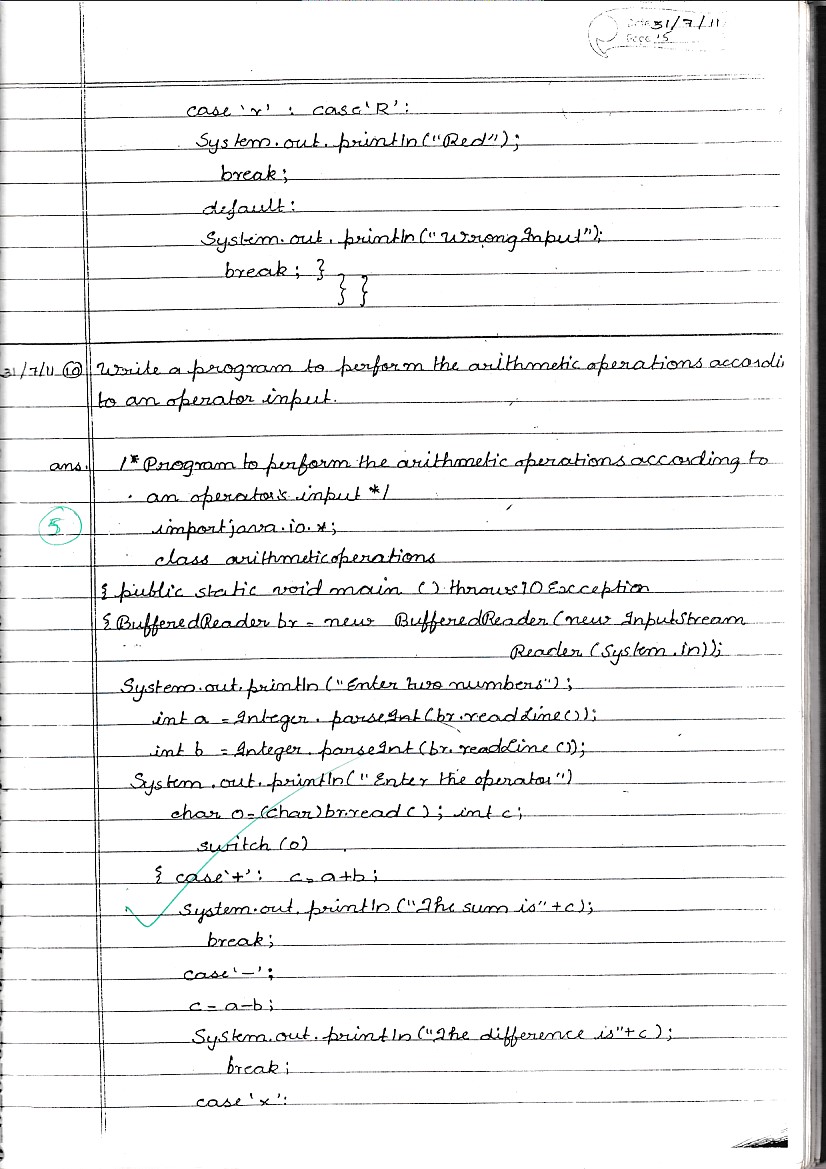 Date 31/7/11
Page 15
case 'r' : case 'R':
System.out.println("Red");
break;
default:
System.out.println("Wrong Input");
break; }
} }
31/7/11 (10) Write a program to perform the arithmetic operations accordi
to an operator input.
ans. /* Program to perform the arithmetic operations according to
an operator's input */
5
import java.io.*;
class arithmeticoperations
{ public static void main () throws IO Exception
{ BufferedReader br = new BufferedReader (new InputStream
Reader (System.in));
System.out.println ("Enter two numbers");
int a = Integer.parseInt(br.readLine());
int b = Integer.parseInt(br.readLine());
System.out.println("Enter the operator")
char o=(char)br.read(); int c;
switch (o)
{ case '+': c=a+b;
System.out.println ("The sum is"+c);
break;
case '-';
c=a-b;
System.out.println ("The difference is"+c);
break;
case 'x':